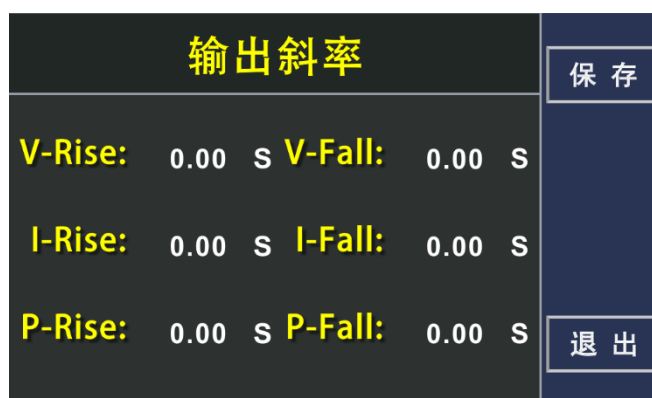 输出斜率
保存
V-Rise: 0.00 S V-Fall: 0.00 S
I-Rise: 0.00 S I-Fall: 0.00 S
P-Rise: 0.00 S P-Fall: 0.00 S
退出